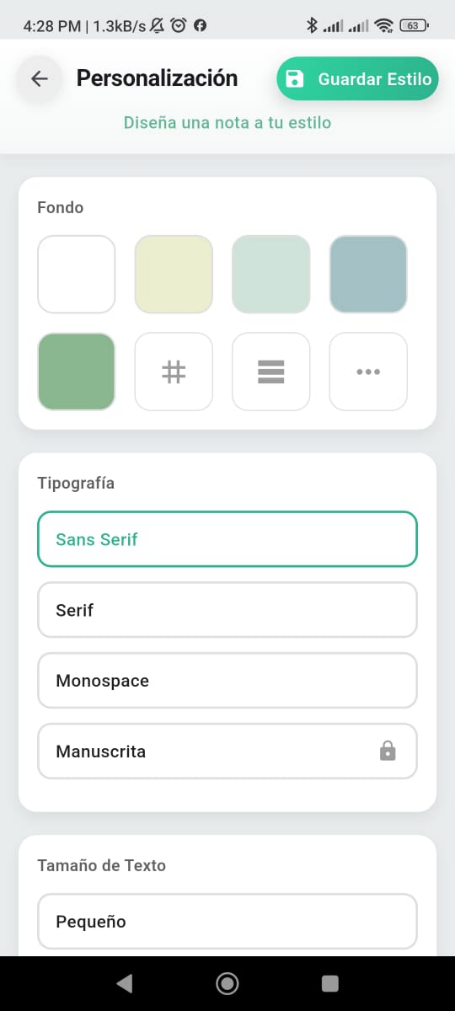 4:28 PM | 1.3kB/s
63
Personalización
Guardar Estilo
Diseña una nota a tu estilo
Fondo
Tipografía
Sans Serif
Serif
Monospace
Manuscrita
Tamaño de Texto
Pequeño